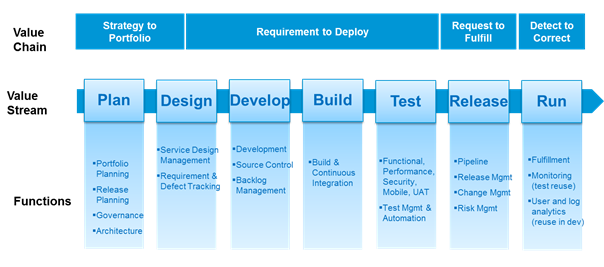 Value
Chain
Strategy to
Portfolio
Requirement to Deploy
Request to
Fulfill
Detect to
Correct
Value
Stream
Plan
Design
Develop
Build
Test
Release
Run
Functions
▪Portfolio
Planning
▪Release
Planning
▪Governance
▪Architecture
▪Service Design
Management
▪Requirement &
Defect Tracking
▪Development
▪Source Control
▪Backlog
Management
▪Build &
Continuous
Integration
▪Functional,
Performance,
Security,
Mobile, UAT
▪Test Mgmt &
Automation
▪Pipeline
▪Release Mgmt
▪Change Mgmt
▪Risk Mgmt
▪Fulfillment
▪Monitoring
(test reuse)
▪User and log
analytics
(reuse in dev)